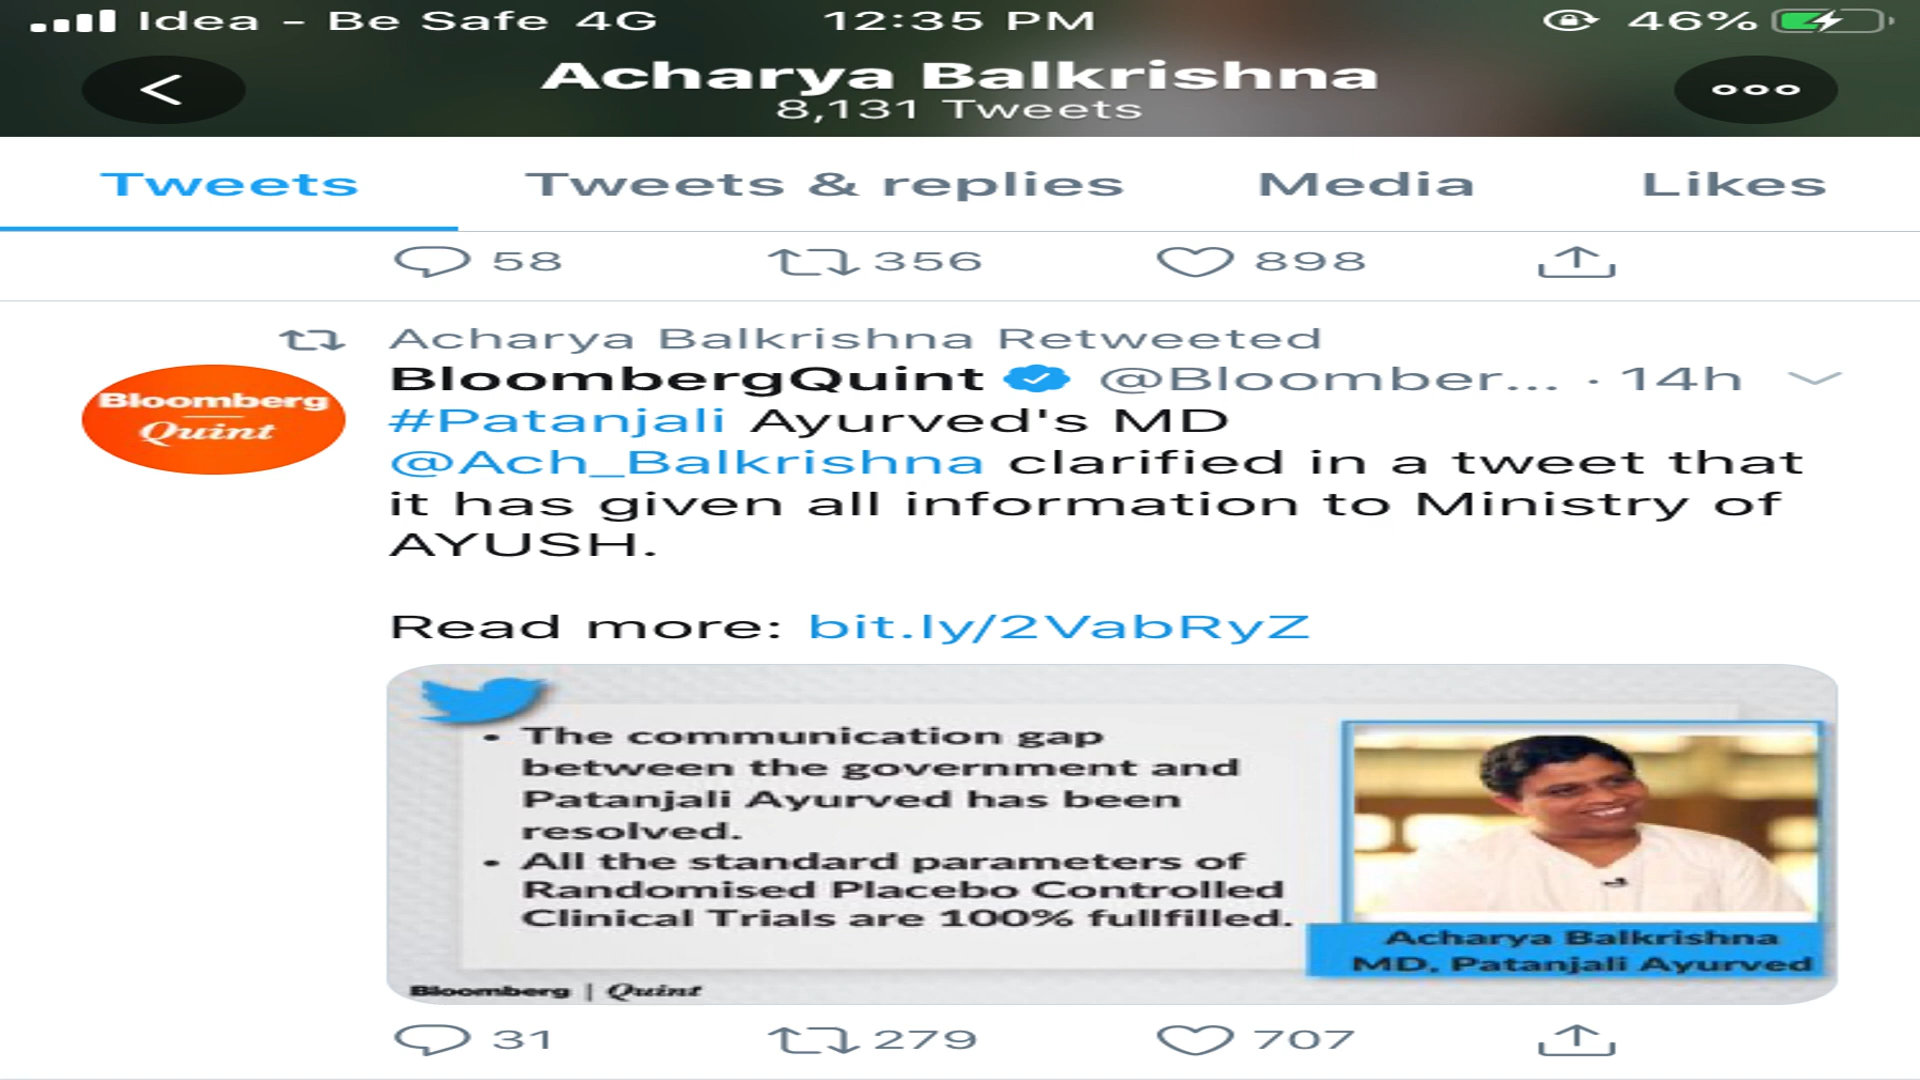 Idea - Be Safe 4G 12:35 PM 46%
Acharya Balkrishna
8,131 Tweets
Tweets Tweets & replies Media Likes
58 356 898
Acharya Balkrishna Retweeted
BloombergQuint @Bloomber... · 14h
Bloomberg
Quint
#Patanjali Ayurved's MD
@Ach_Balkrishna clarified in a tweet that
it has given all information to Ministry of
AYUSH.
Read more: bit.ly/2VabRyZ
• The communication gap
between the government and
Patanjali Ayurved has been
resolved.
• All the standard parameters of
Randomised Placebo Controlled
Clinical Trials are 100% fullfilled.
Acharya Balkrishna
MD, Patanjali Ayurved
Bloomberg | Quint
31 279 707